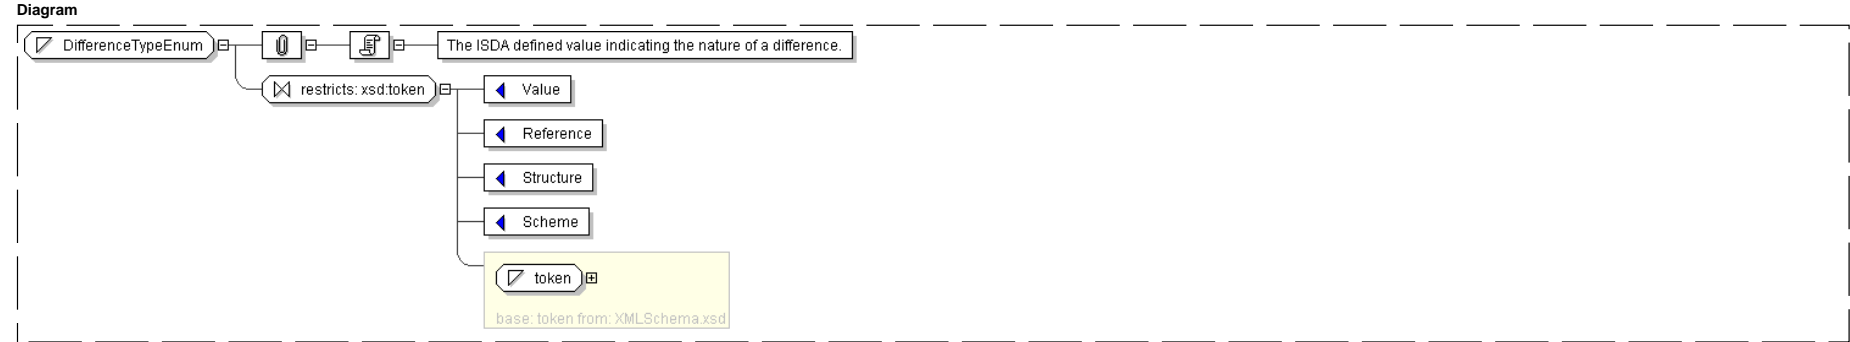 Diagram
DifferenceTypeEnum
The ISDA defined value indicating the nature of a difference.
restricts: xsd:token
Value
Reference
Structure
Scheme
token
base: token from: XMLSchema.xsd